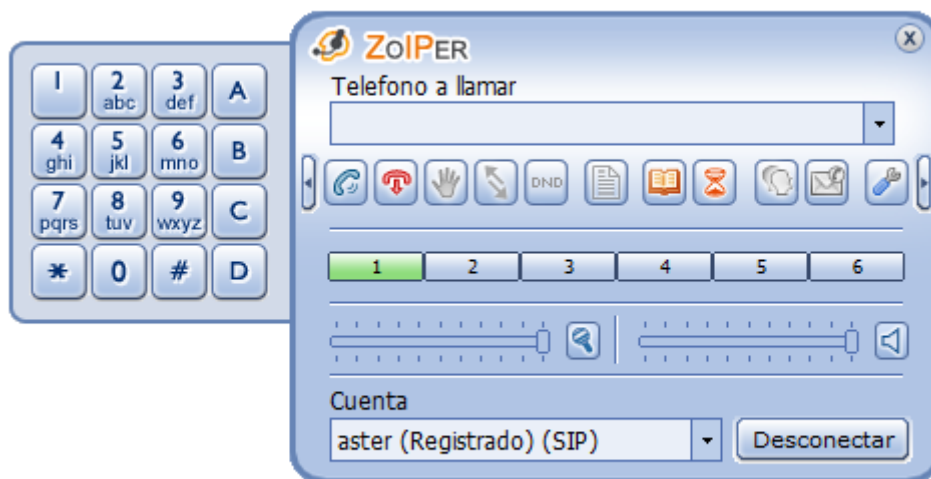 ZoIPer
Telefono a llamar
1
2 abc
3 def
A
4 ghi
5 jkl
6 mno
B
7 pqrs
8 tuv
9 wxyz
C
*
0
#
D
DND
1 2 3 4 5 6
Cuenta
aster (Registrado) (SIP)
Desconectar